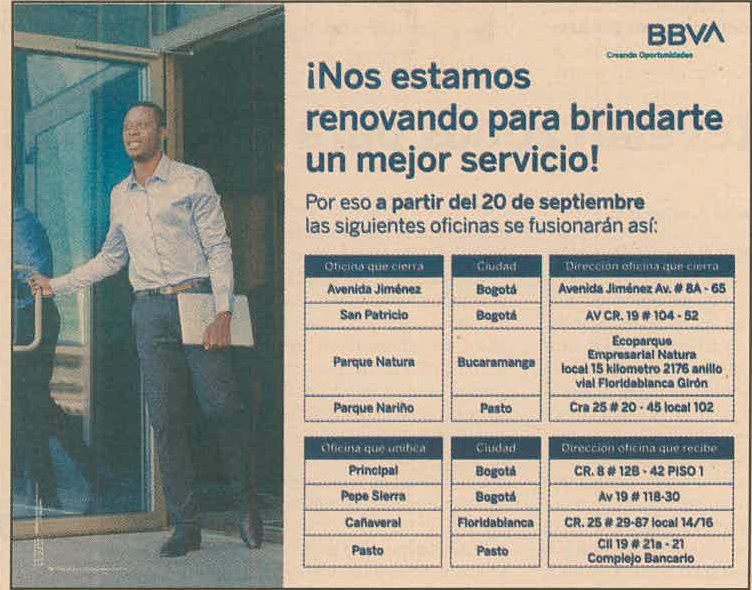 BBVA
Creando Oportunidades
¡Nos estamos
renovando para brindarte
un mejor servicio!
Por eso a partir del 20 de septiembre
las siguientes oficinas se fusionarán así:
Oficina que cierra Ciudad Dirección oficina que cierra
Avenida Jiménez Bogotá Avenida Jiménez Av. # 8A - 65
San Patricio Bogotá AV CR. 19 # 104 - 52
Parque Natura Bucaramanga Ecoparque
Empresarial Natura
local 15 kilometro 2176 anillo
vial Floridablanca Girón
Parque Nariño Pasto Cra 25 # 20 - 45 local 102
Oficina que unifica Ciudad Dirección oficina que recibe
Principal Bogotá CR. 8 # 12B - 42 PISO 1
Pepe Sierra Bogotá Av 19 # 118-30
Cañaveral Floridablanca CR. 25 # 29-87 local 14/16
Pasto Pasto Cll 19 # 21a - 21
Complejo Bancario